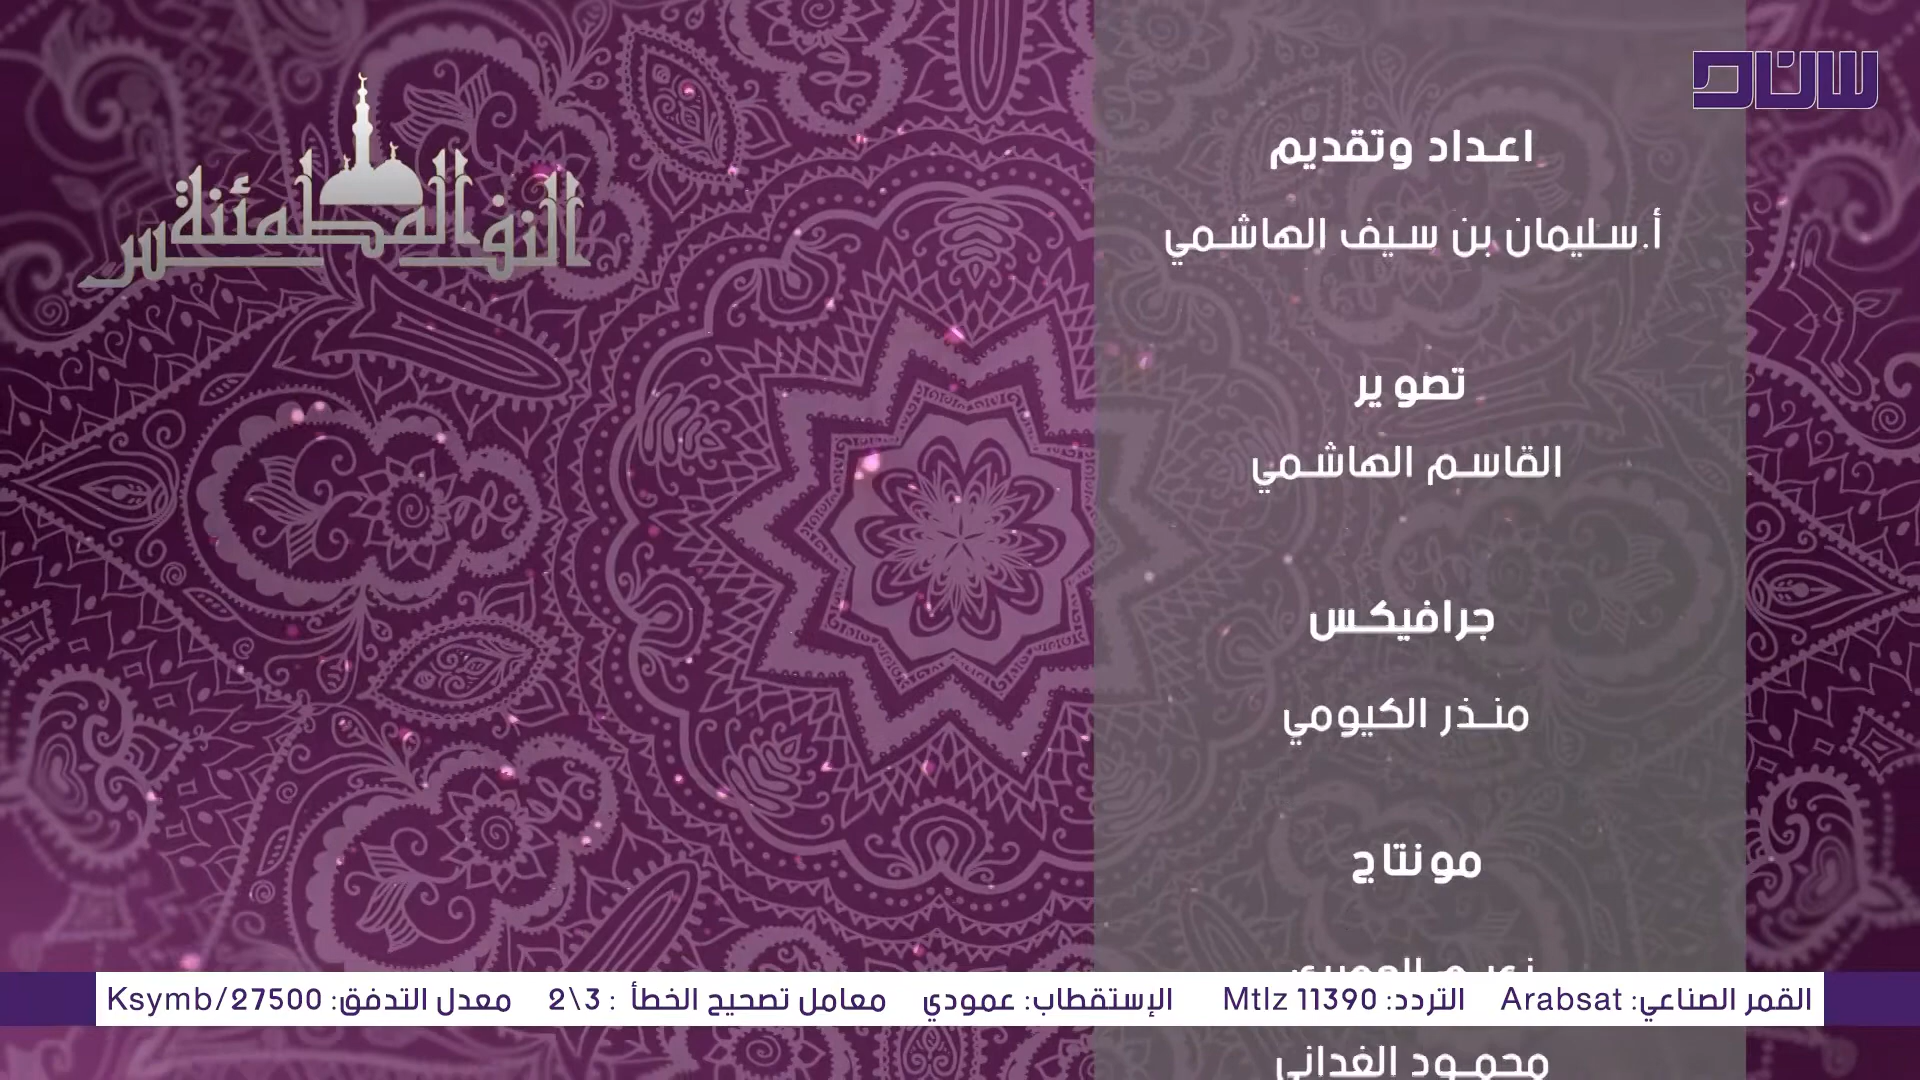 سنام
النفس المطمئنة
اعداد وتقديم
أ.سليمان بن سيف الهاشمي
تصوير
القاسم الهاشمي
جرافيكس
منذر الكيومي
مونتاج
القمر الصناعي: Arabsat التردد: 11390 Mtlz الإستقطاب: عمودي معامل تصحيح الخطأ : 3\2 معدل التدفق: 27500/Ksymb
محمود الغداني